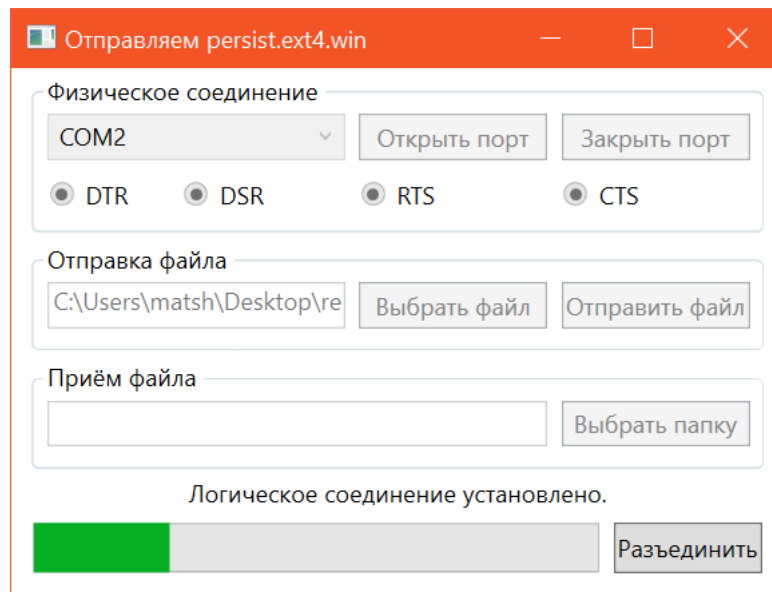 Отправляем persist.ext4.win
Физическое соединение
COM2 Открыть порт Закрыть порт
DTR DSR RTS CTS
Отправка файла
C:\Users\matsh\Desktop\re Выбрать файл Отправить файл
Приём файла
Выбрать папку
Логическое соединение установлено.
Разъединить